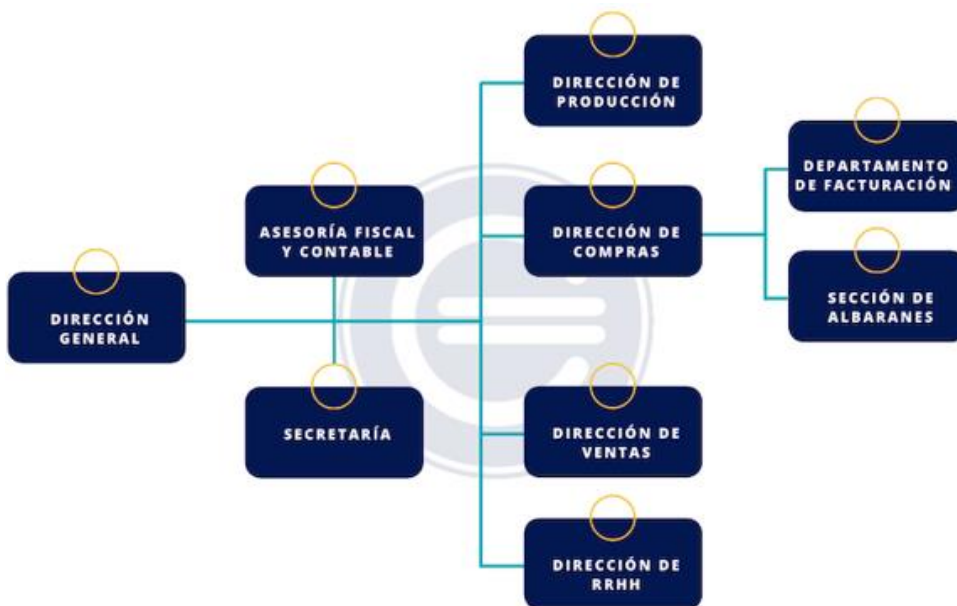 DIRECCIÓN
GENERAL
ASESORÍA FISCAL
Y CONTABLE
SECRETARÍA
DIRECCIÓN DE
PRODUCCIÓN
DIRECCIÓN DE
COMPRAS
DIRECCIÓN DE
VENTAS
DIRECCIÓN DE
RRHH
DEPARTAMENTO
DE FACTURACIÓN
SECCIÓN DE
ALBARANES